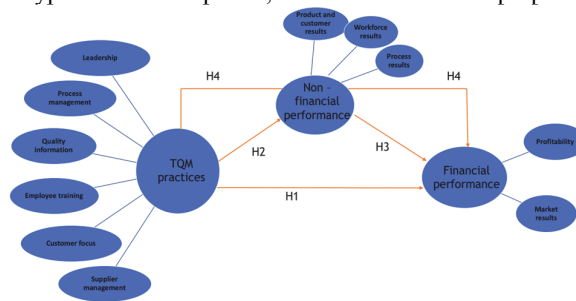 Product and
customer
results
Workforce
results
Process
results
Leadership
H4
H4
Process
management
Non -
financial
performance
Quality
information
H2
H3
Profitability
TQM
practices
Financial
performance
Employee training
H1
Market
results
Customer focus
Supplier
management